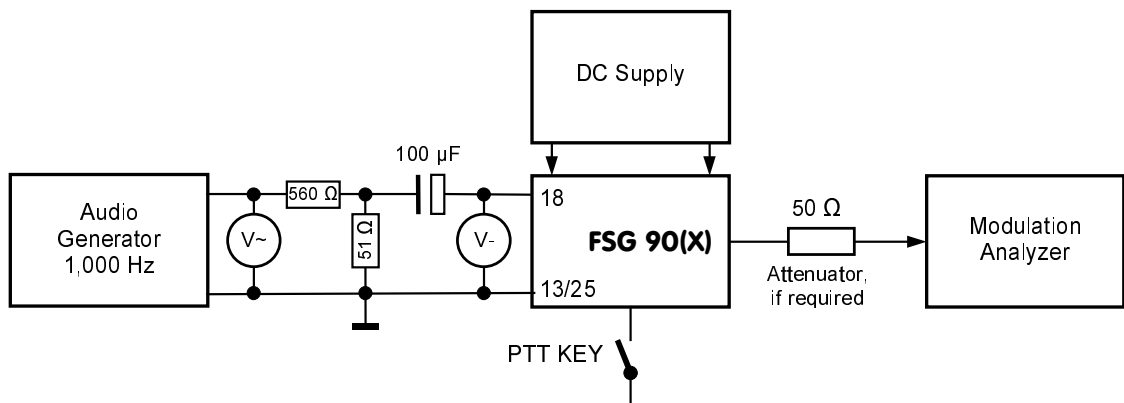 DC Supply
100 µF
Audio
Generator
1,000 Hz
560 Ω
V~
51 Ω
V-
18
FSG 90(X)
13/25
50 Ω
Attenuator,
if required
Modulation
Analyzer
PTT KEY